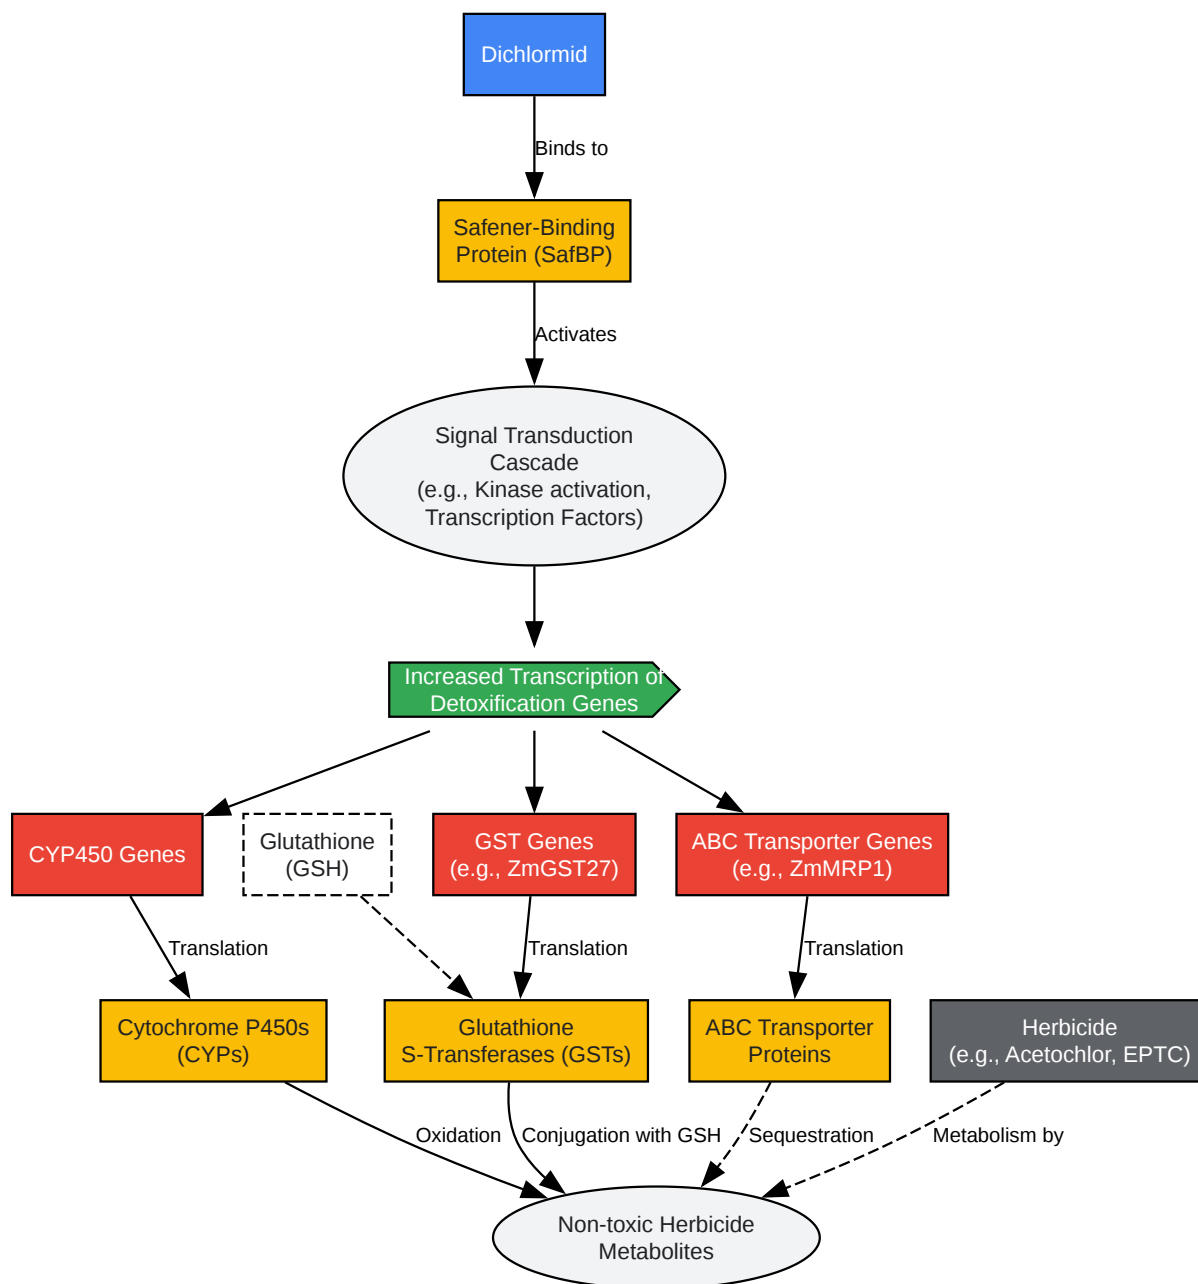 Dichlormid
Binds to
Safener-Binding
Protein (SafBP)
Activates
Signal Transduction
Cascade
(e.g., Kinase activation,
Transcription Factors)
Increased Transcription of
Detoxification Genes
CYP450 Genes
Glutathione
(GSH)
GST Genes
(e.g., ZmGST27)
ABC Transporter Genes
(e.g., ZmMRP1)
Translation
Translation
Translation
Cytochrome P450s
(CYPs)
Glutathione
S-Transferases (GSTs)
ABC Transporter
Proteins
Herbicide
(e.g., Acetochlor, EPTC)
Oxidation
Conjugation with GSH
Sequestration
Metabolism by
Non-toxic Herbicide
Metabolites